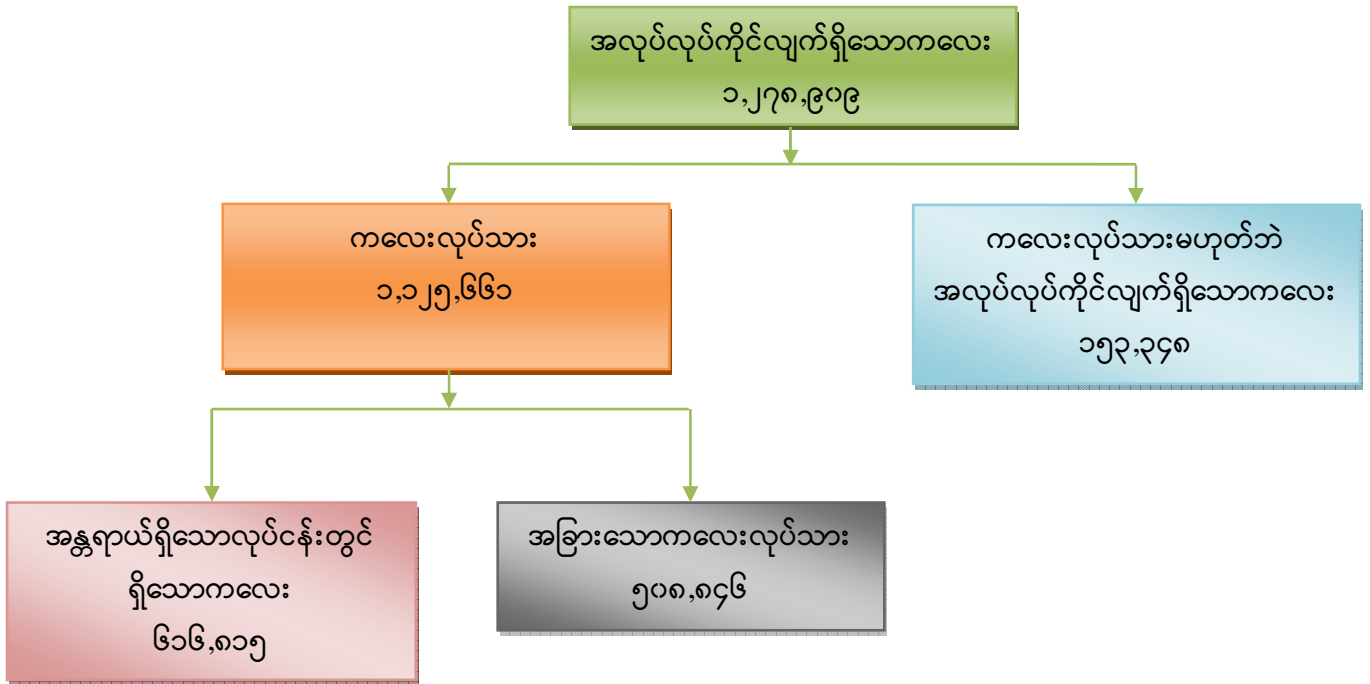 အလုပ်လုပ်ကိုင်လျက်ရှိသောကလေး
၁,၂၇၈,၉၀၉
ကလေးလုပ်သား
၁,၁၂၅,၆၆၁
ကလေးလုပ်သားမဟုတ်ဘဲ
အလုပ်လုပ်ကိုင်လျက်ရှိသောကလေး
၁၅၃,၃၄၈
အန္တရာယ်ရှိသောလုပ်ငန်းတွင်
ရှိသောကလေး
၆၁၆,၈၁၅
အခြားသောကလေးလုပ်သား
၅၀၈,၈၄၆